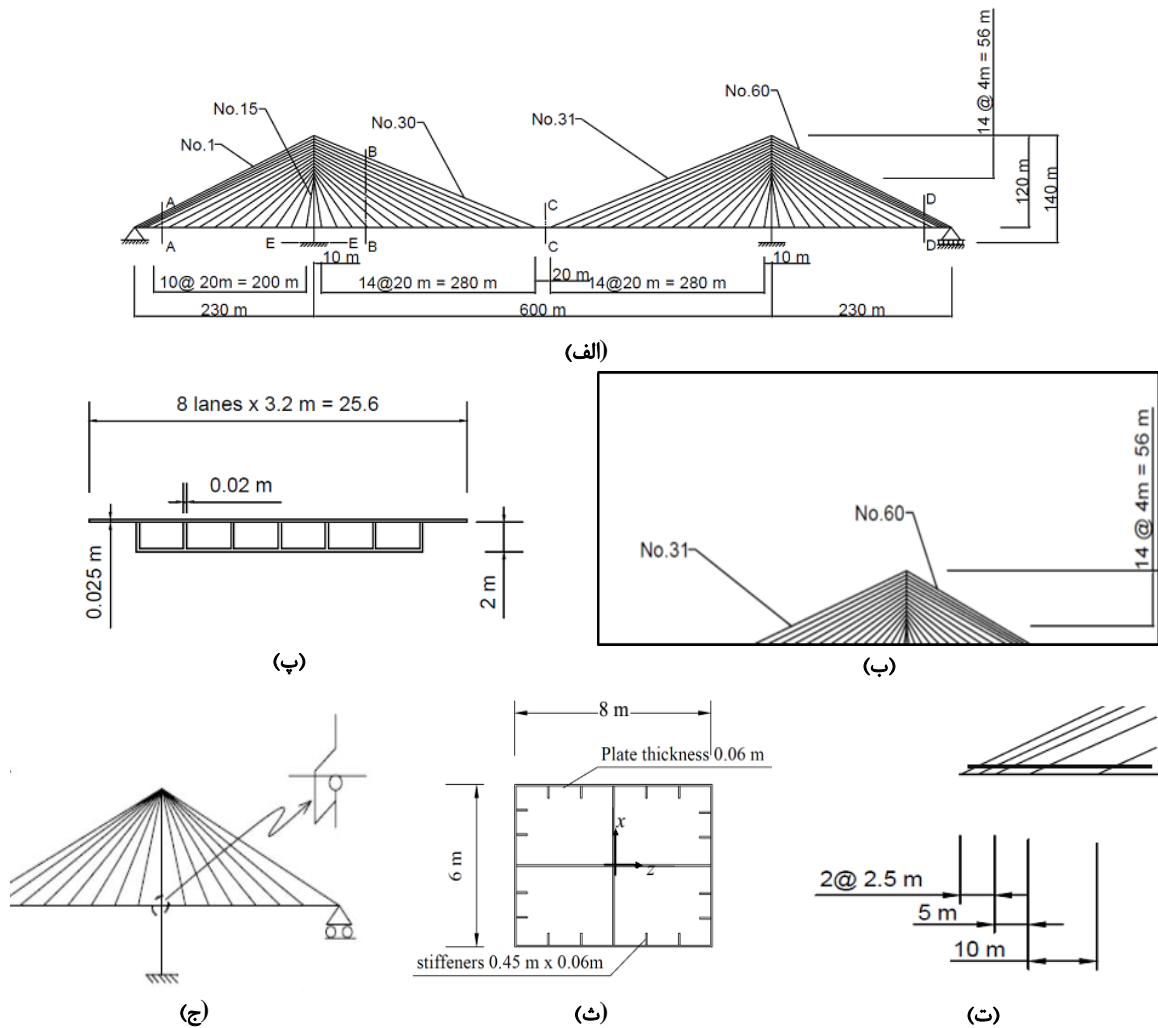 14 @ 4m = 56 m
No.60
No.15
No.30
No.31
No.1
120 m
140 m
B
A
C
D
E
E
A
B
C
D
10 m
10 m
20 m
10@ 20m = 200 m
14@20 m = 280 m
14@20 m = 280 m
230 m
600 m
230 m
(الف)
8 lanes x 3.2 m = 25.6
0.02 m
0.025 m
2 m
(پ)
14 @ 4m = 56 m
No.60
No.31
(ب)
8 m
Plate thickness 0.06 m
x
z
6 m
stiffeners 0.45 m x 0.06m
2@ 2.5 m
5 m
10 m
(ج)
(ث)
(ت)